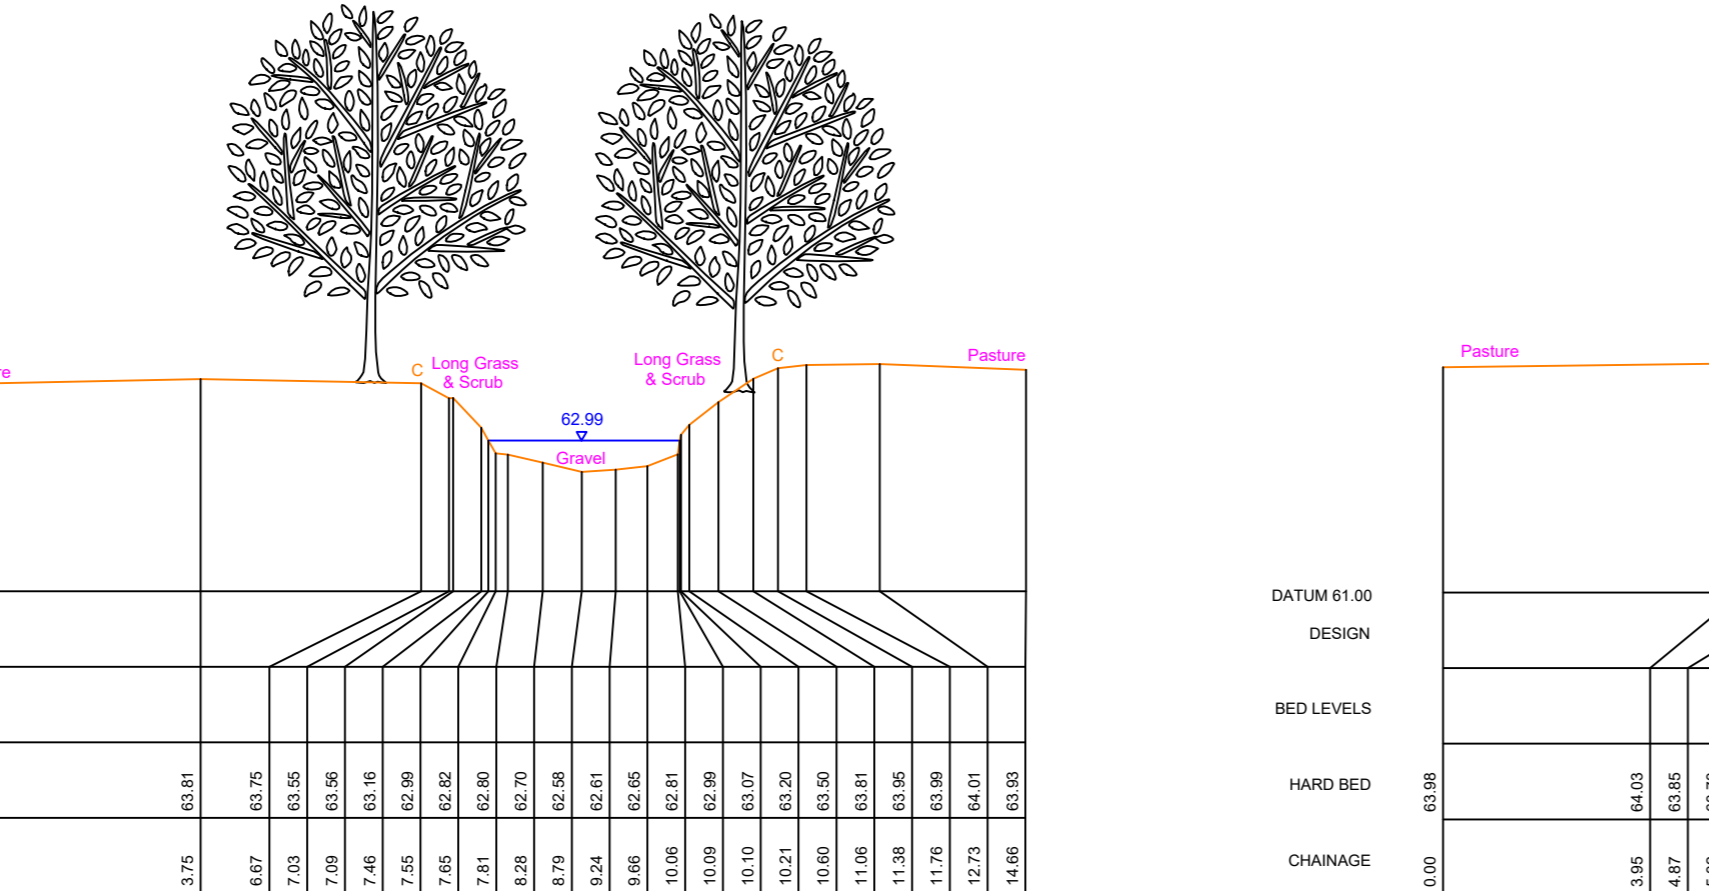 re
C
Long Grass
& Scrub
62.99
Gravel
Long Grass
& Scrub
C
Pasture
Pasture
DATUM 61.00
DESIGN
BED LEVELS
63.81 63.75 63.55 63.56 63.16 62.99 62.82 62.80 62.70 62.58 62.61 62.65 62.81 62.99 63.07 63.20 63.50 63.81 63.95 63.99 64.01 63.93
HARD BED 63.98 64.03 63.85
3.75 6.67 7.03 7.09 7.46 7.55 7.65 7.81 8.28 8.79 9.24 9.66 10.06 10.09 10.10 10.21 10.60 11.06 11.38 11.76 12.73 14.66
CHAINAGE 0.00 3.95 4.87